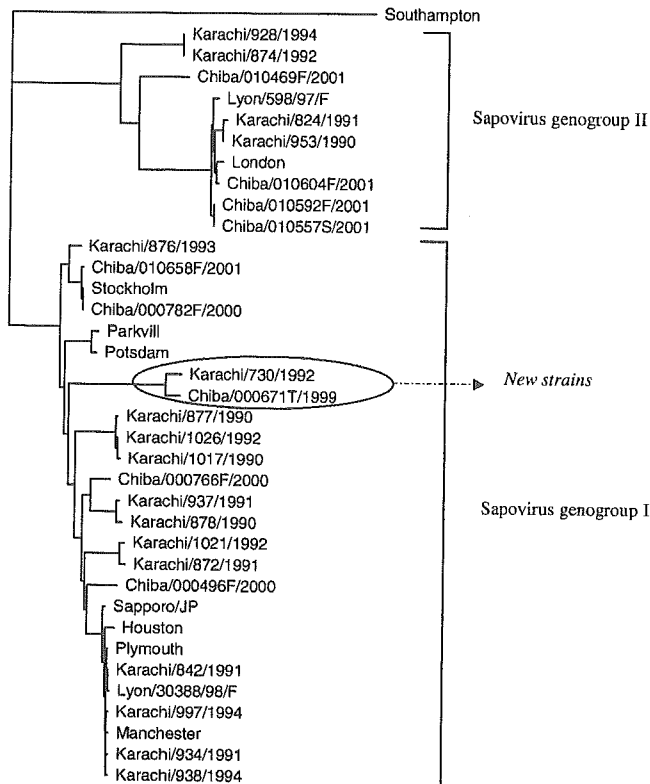 Southampton
Karachi/928/1994
Karachi/874/1992
Chiba/010469F/2001
Lyon/598/97/F
Karachi/824/1991
Sapovirus genogroup II
Karachi/953/1990
London
Chiba/010604F/2001
Chiba/010592F/2001
Chiba/010557S/2001
Karachi/876/1993
Chiba/010658F/2001
Stockholm
Chiba/000782F/2000
Parkvill
Potsdam
Karachi/730/1992
New strains
Chiba/000671T/1999
Karachi/877/1990
Karachi/1026/1992
Karachi/1017/1990
Chiba/000766F/2000
Karachi/937/1991
Sapovirus genogroup I
Karachi/878/1990
Karachi/1021/1992
Karachi/872/1991
Chiba/000496F/2000
Sapporo/JP
Houston
Plymouth
Karachi/842/1991
Lyon/30388/98/F
Karachi/997/1994
Manchester
Karachi/934/1991
Karachi/938/1994